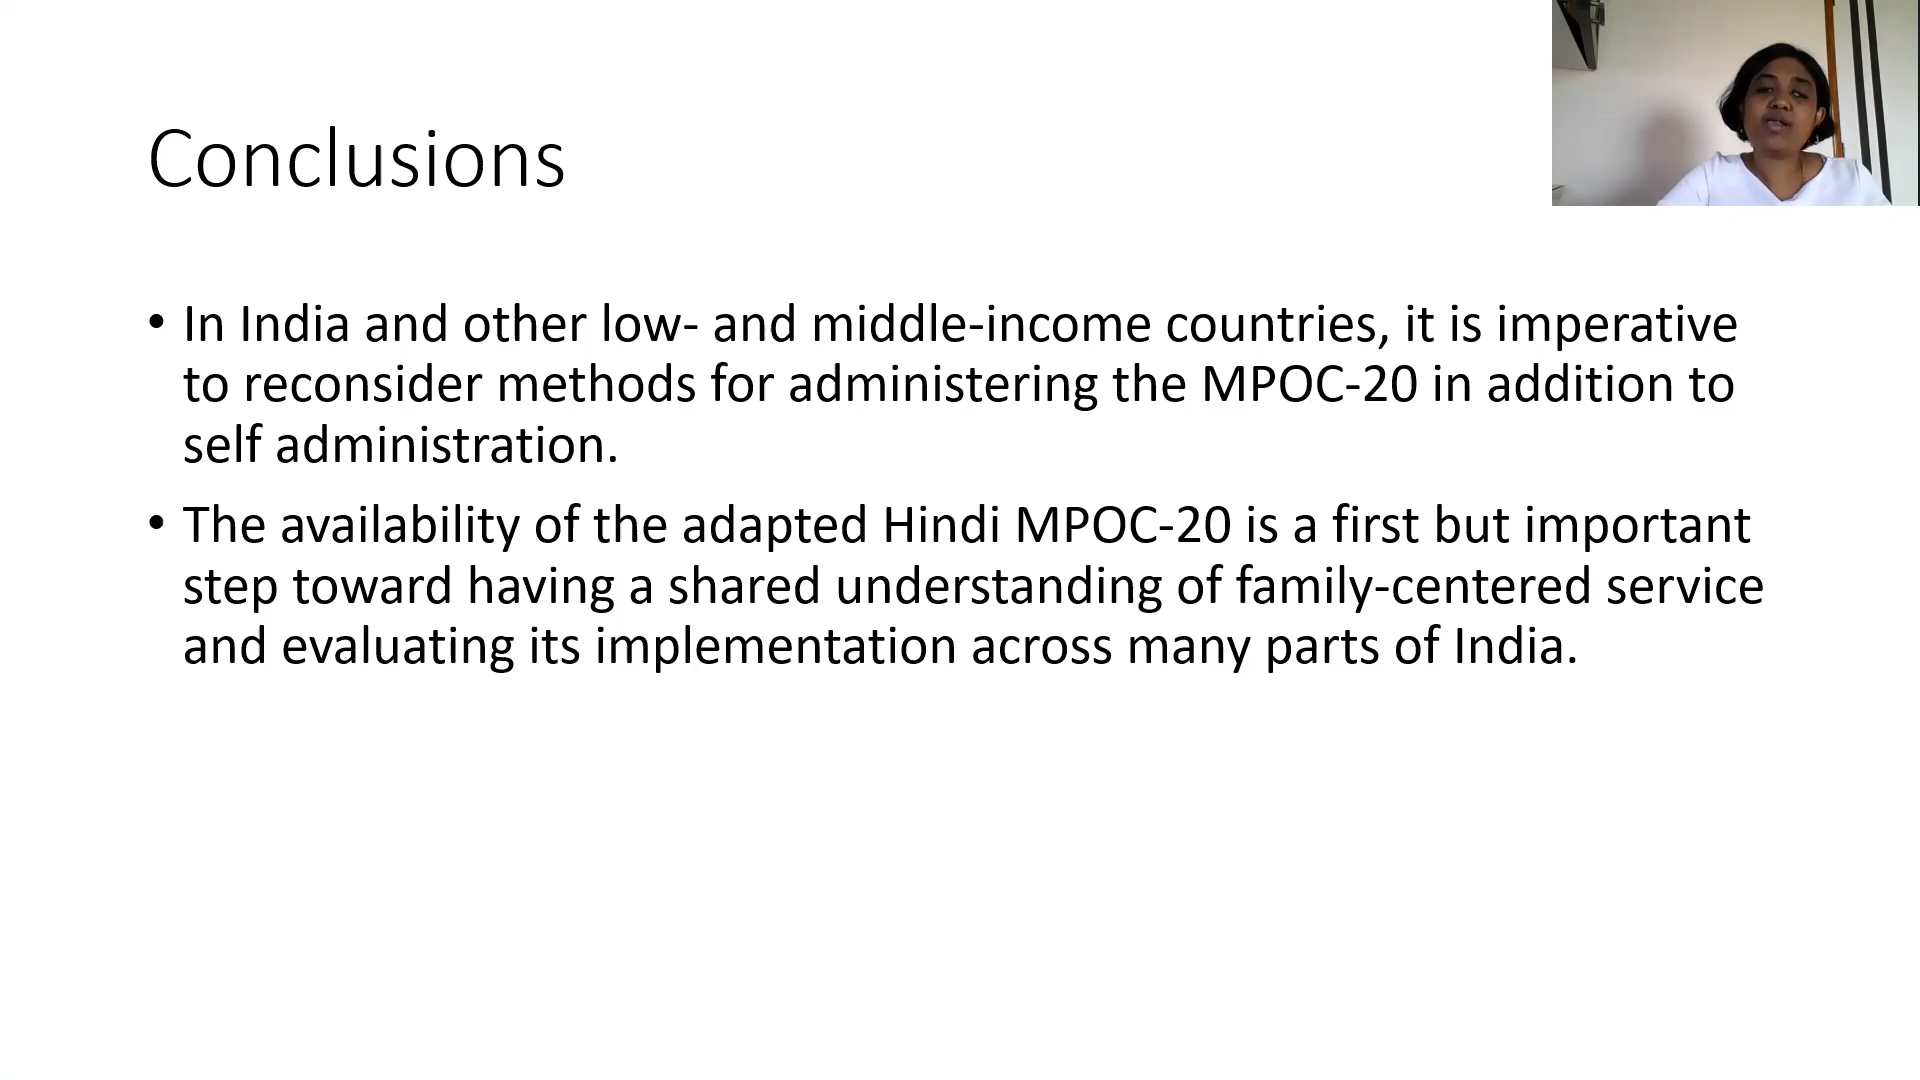 Conclusions
• In India and other low- and middle-income countries, it is imperative
to reconsider methods for administering the MPOC-20 in addition to
self administration.
• The availability of the adapted Hindi MPOC-20 is a first but important
step toward having a shared understanding of family-centered service
and evaluating its implementation across many parts of India.